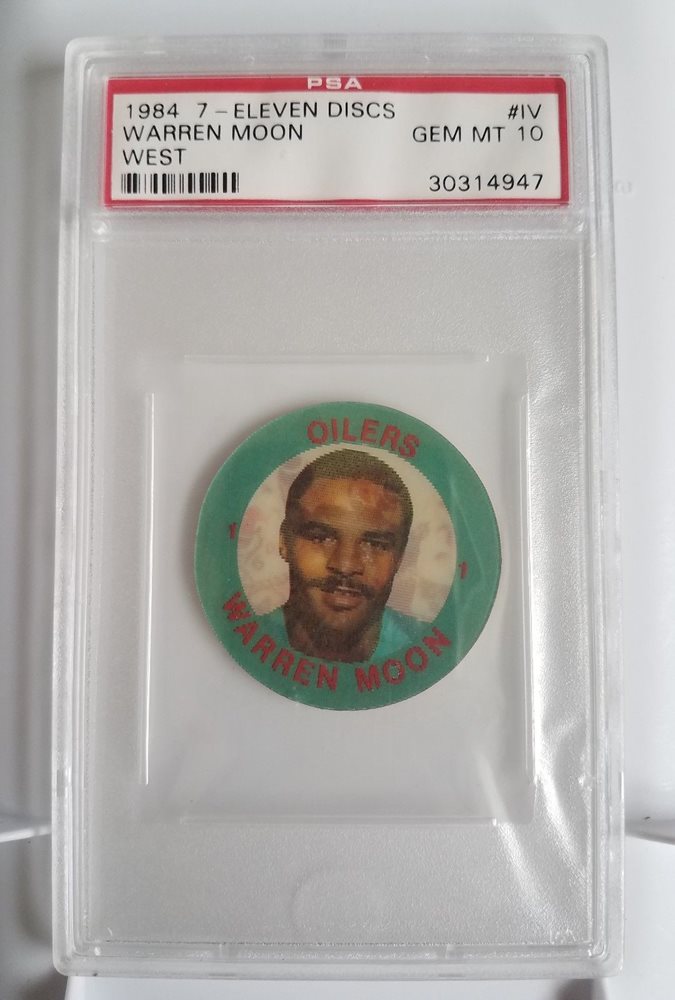 PSA
1984 7-ELEVEN DISCS #IV
WARREN MOON GEM MT 10
WEST
30314947
OILERS
1 1
WARREN MOON